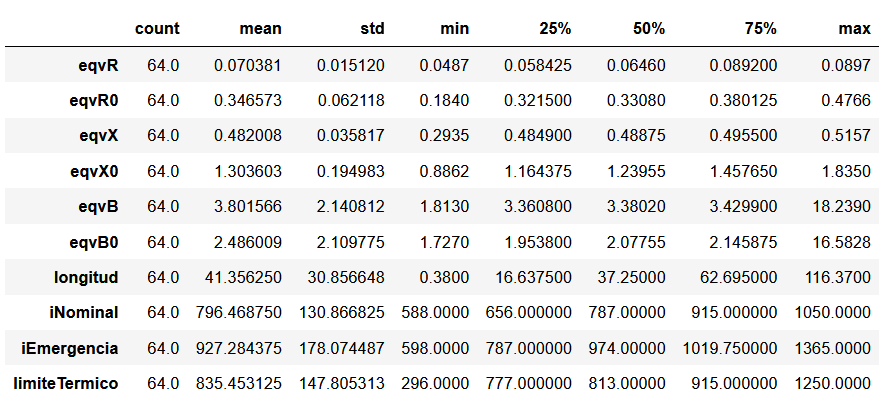 count mean std min 25% 50% 75% max
eqvR 64.0 0.070381 0.015120 0.0487 0.058425 0.06460 0.089200 0.0897
eqvR0 64.0 0.346573 0.062118 0.1840 0.321500 0.33080 0.380125 0.4766
eqvX 64.0 0.482008 0.035817 0.2935 0.484900 0.48875 0.495500 0.5157
eqvX0 64.0 1.303603 0.194983 0.8862 1.164375 1.23955 1.457650 1.8350
eqvB 64.0 3.801566 2.140812 1.8130 3.360800 3.38020 3.429900 18.2390
eqvB0 64.0 2.486009 2.109775 1.7270 1.953800 2.07755 2.145875 16.5828
longitud 64.0 41.356250 30.856648 0.3800 16.637500 37.25000 62.695000 116.3700
iNominal 64.0 796.468750 130.866825 588.0000 656.000000 787.00000 915.000000 1050.0000
iEmergencia 64.0 927.284375 178.074487 598.0000 787.000000 974.00000 1019.750000 1365.0000
limiteTermico 64.0 835.453125 147.805313 296.0000 777.000000 813.00000 915.000000 1250.0000